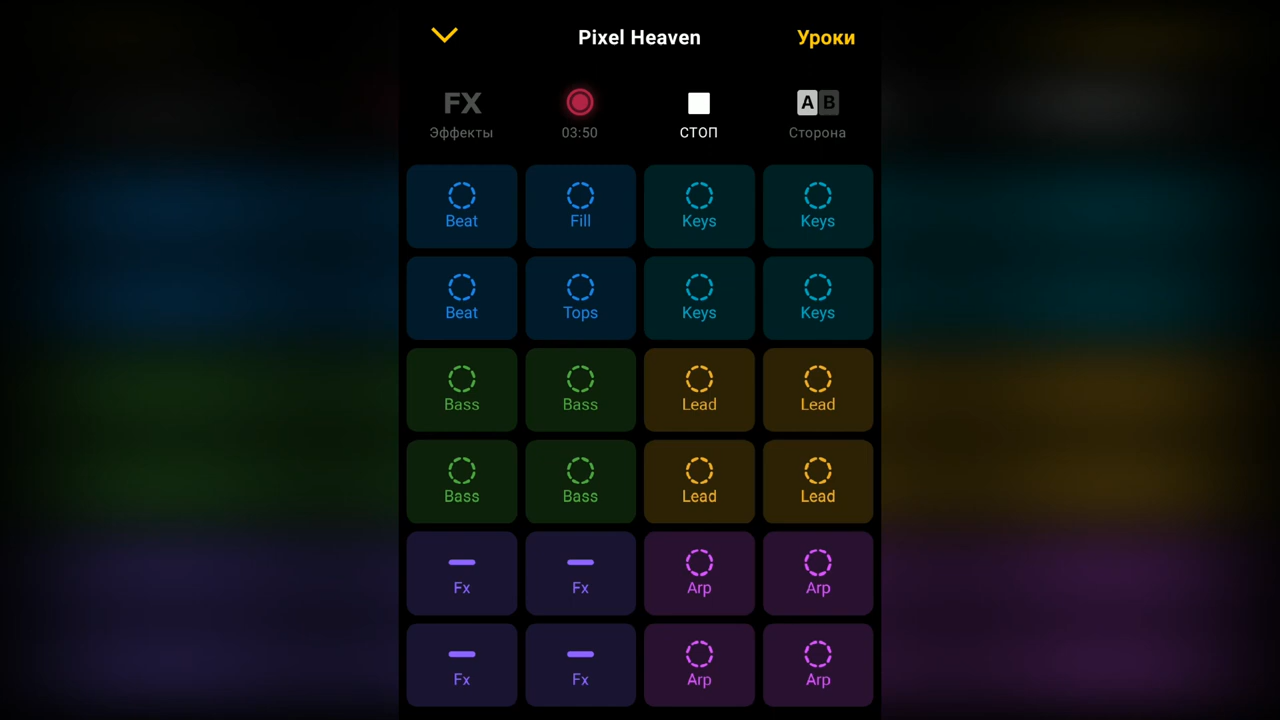 Pixel Heaven Уроки
FX A B
Эффекты 03:50 СТОП Сторона
Beat Fill Keys Keys
Beat Tops Keys Keys
Bass Bass Lead Lead
Bass Bass Lead Lead
Fx Fx Arp Arp
Fx Fx Arp Arp